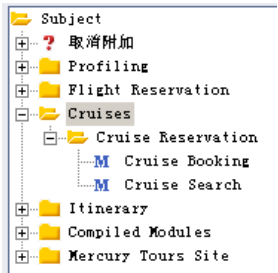 Subject
? 取消附加
Profiling
Flight Reservation
Cruises
Cruise Reservation
M Cruise Booking
M Cruise Search
Itinerary
Compiled Modules
Mercury Tours Site